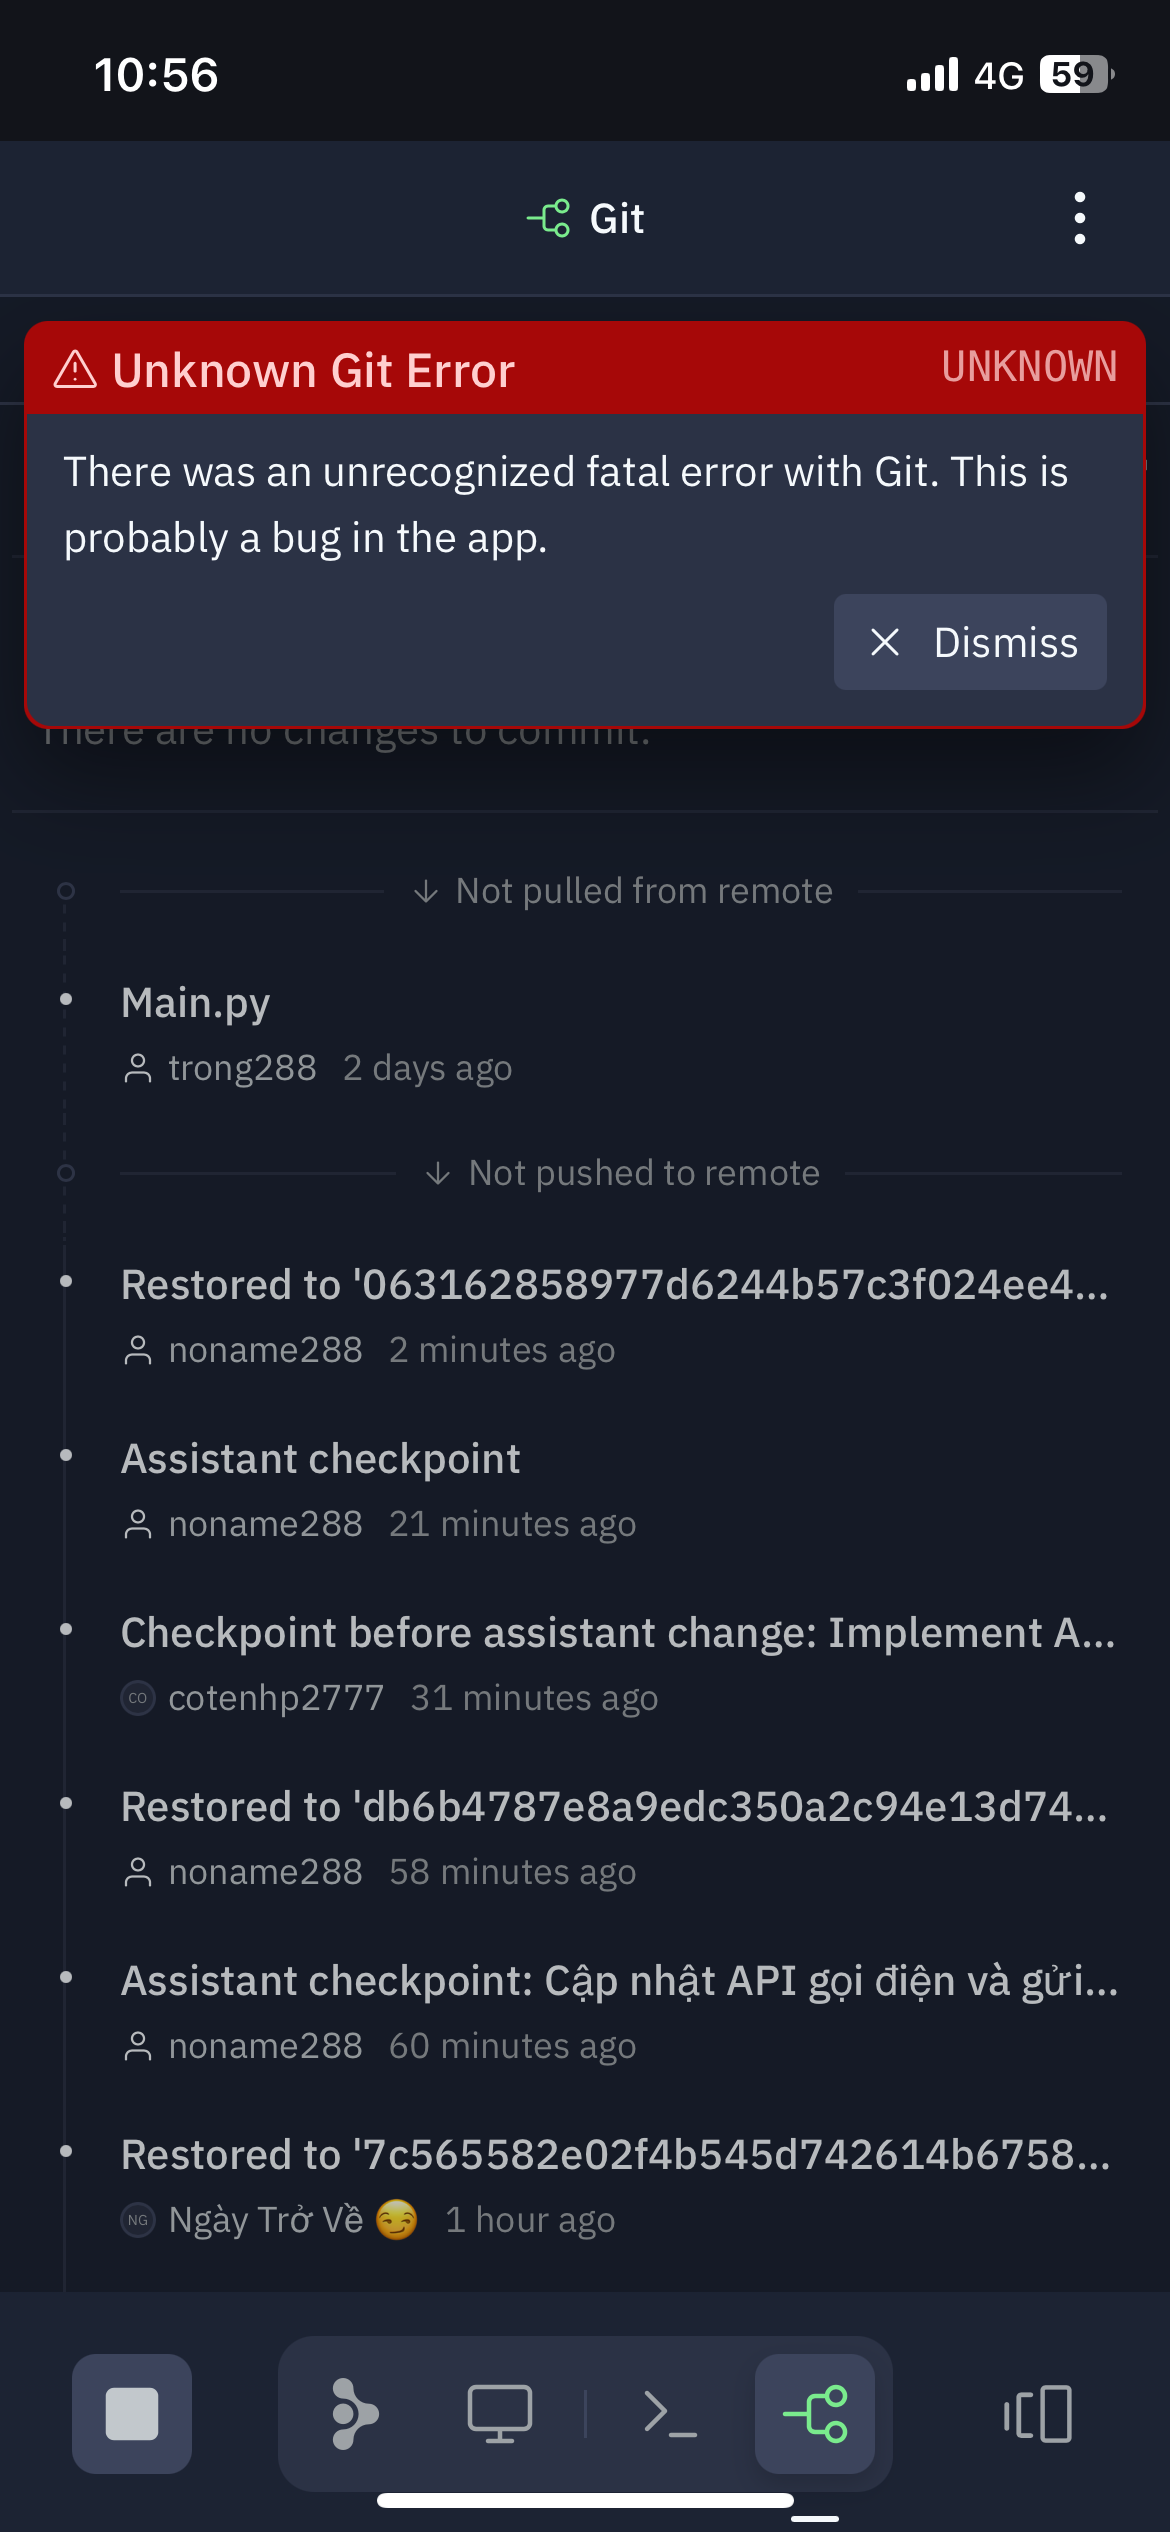 10:56
4G
59
Git
Unknown Git Error
UNKNOWN
There was an unrecognized fatal error with Git. This is
probably a bug in the app.
Dismiss
There are no changes to commit.
Not pulled from remote
Main.py
trong288 2 days ago
Not pushed to remote
Restored to '063162858977d6244b57c3f024ee4...
noname288 2 minutes ago
Assistant checkpoint
noname288 21 minutes ago
Checkpoint before assistant change: Implement A...
CO cotenhp2777 31 minutes ago
Restored to 'db6b4787e8a9edc350a2c94e13d74...
noname288 58 minutes ago
Assistant checkpoint: Cập nhật API gọi điện và gửi...
noname288 60 minutes ago
Restored to '7c565582e02f4b545d742614b6758...
NG Ngày Trở Về 😏 1 hour ago